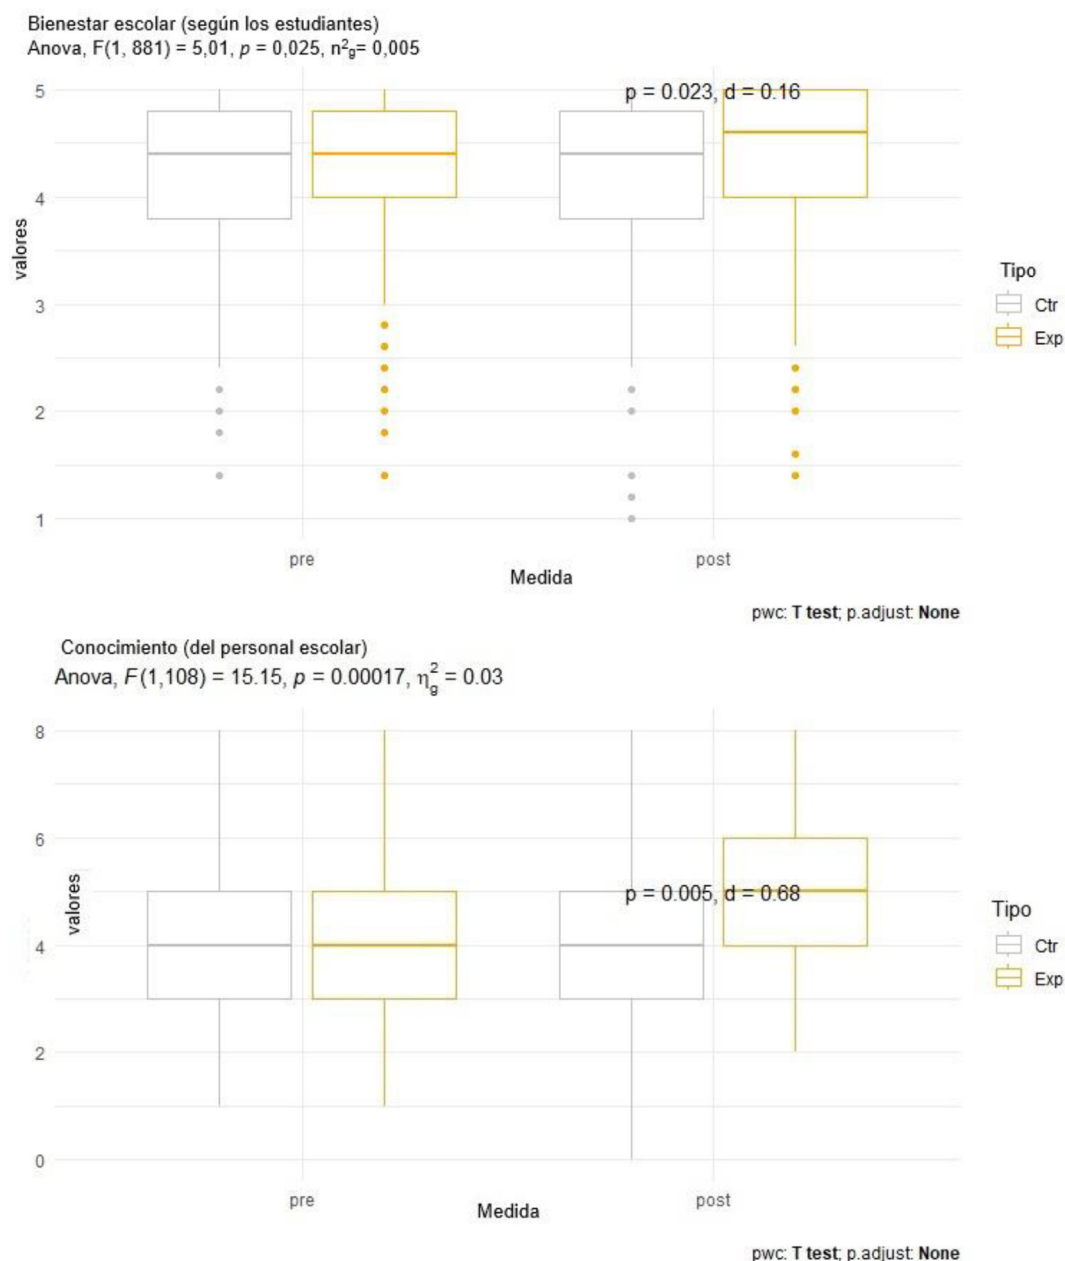 Bienestar escolar (según los estudiantes)
Anova, F(1, 881) = 5,01, p = 0,025, n²g= 0,005
5
p = 0.023, d = 0.16
4
valores
3
Tipo
Ctr
Exp
2
1
pre
post
Medida
pwc: T test; p.adjust: None
Conocimiento (del personal escolar)
Anova, F(1,108) = 15.15, p = 0.00017, η²g = 0.03
8
6
valores
p = 0.005, d = 0.68
Tipo
4
Ctr
Exp
2
0
pre
post
Medida
pwc: T test; p.adjust: None